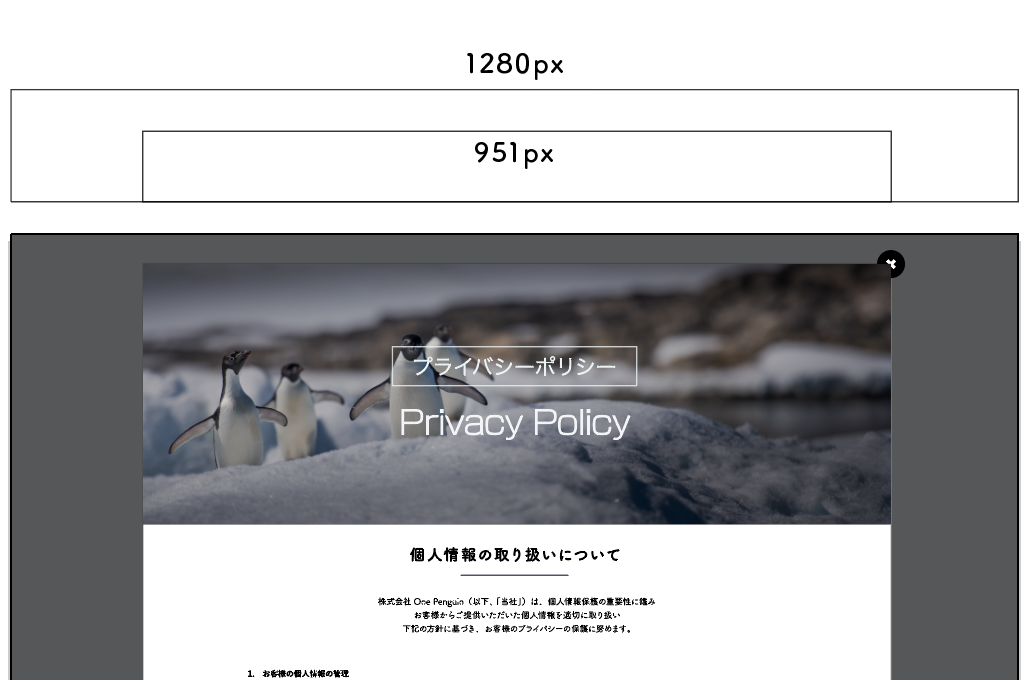 1280px
951px
プライバシーポリシー
Privacy Policy
個人情報の取り扱いについて
株式会社 One Penguin（以下、「当社」）は、個人情報保護の重要性に鑑み
お客様からご提供いただいた個人情報を適切に取り扱い
下記の方針に基づき、お客様のプライバシーの保護に努めます。
1. お客様の個人情報の管理